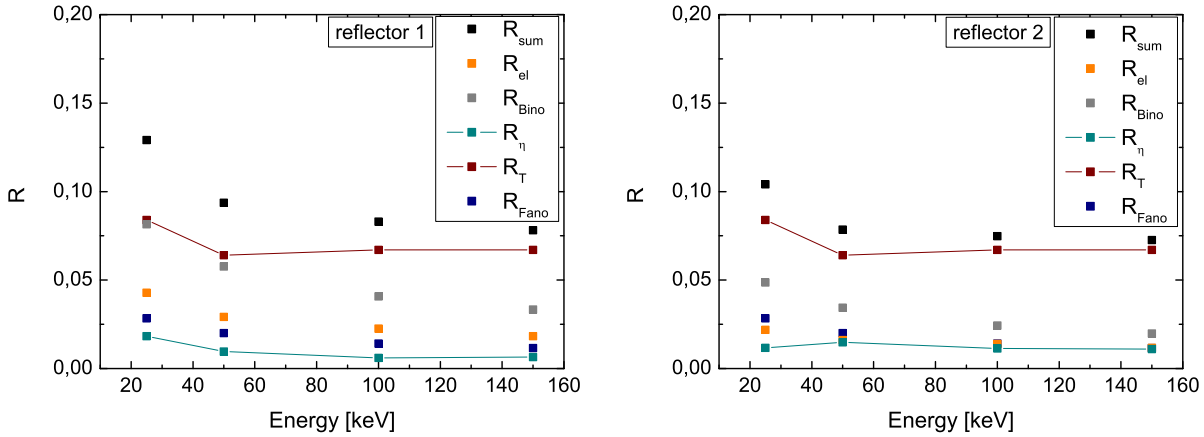 0,20
0,15
0,10
0,05
0,00
R
20 40 60 80 100 120 140 160
Energy [keV]
reflector 1
R_sum
R_el
R_Bino
R_η
R_T
R_Fano
0,20
0,15
0,10
0,05
0,00
R
20 40 60 80 100 120 140 160
Energy [keV]
reflector 2
R_sum
R_el
R_Bino
R_η
R_T
R_Fano